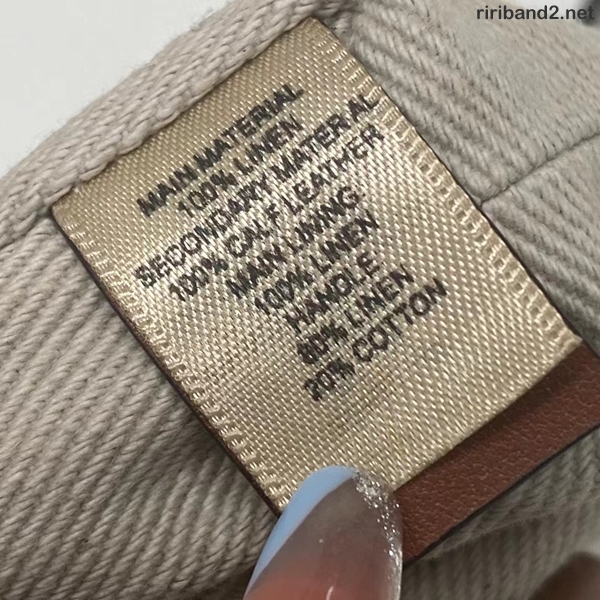 ririband2.net
MAIN MATERIAL
100% LINEN
SECONDARY MATERIAL
100% CALF LEATHER
MAIN LINING
100% LINEN
HANDLE
80% LINEN
20% COTTON